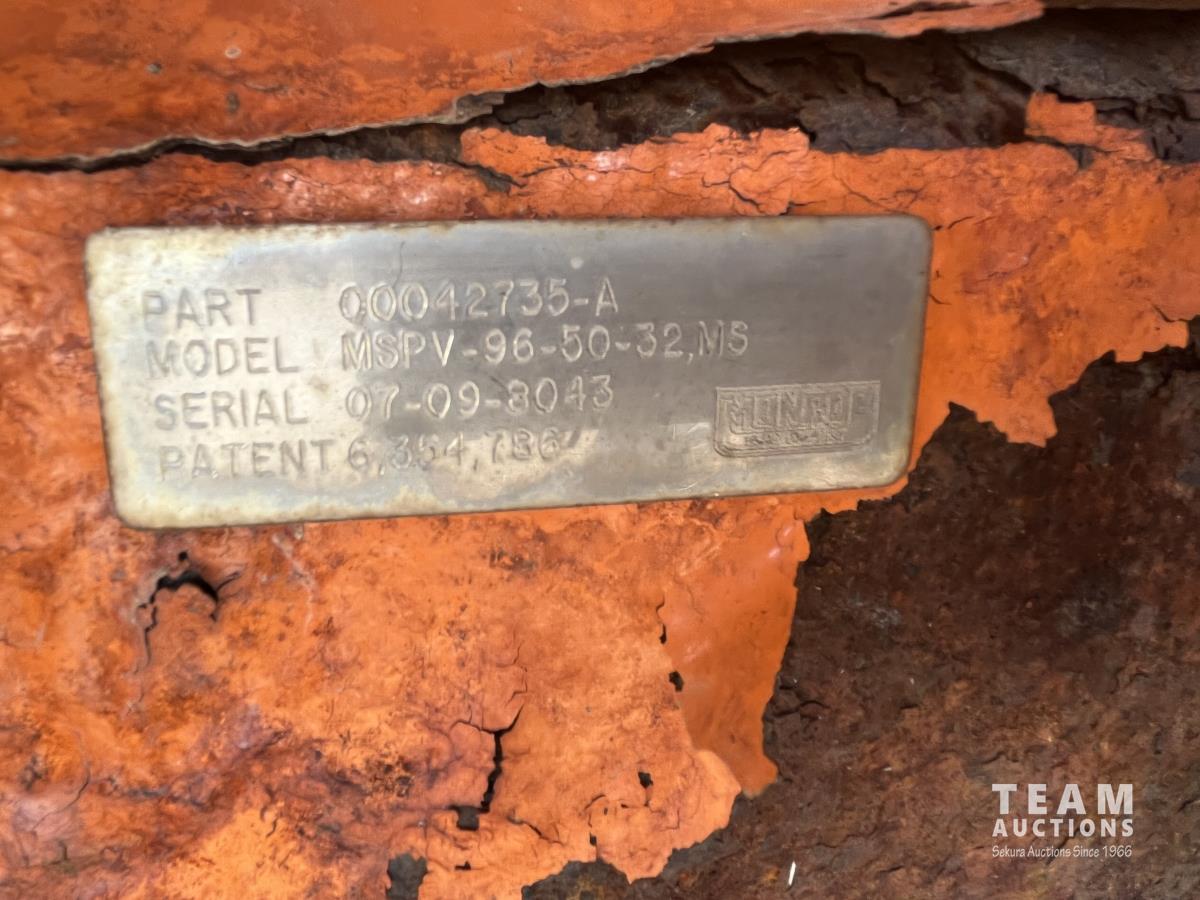 PART 00042735-A
MODEL MSPV-96-50-32,MS
SERIAL 07-09-8043
PATENT 6,354,786
MONROE
TEAM
AUCTIONS
Sekura Auctions Since 1966